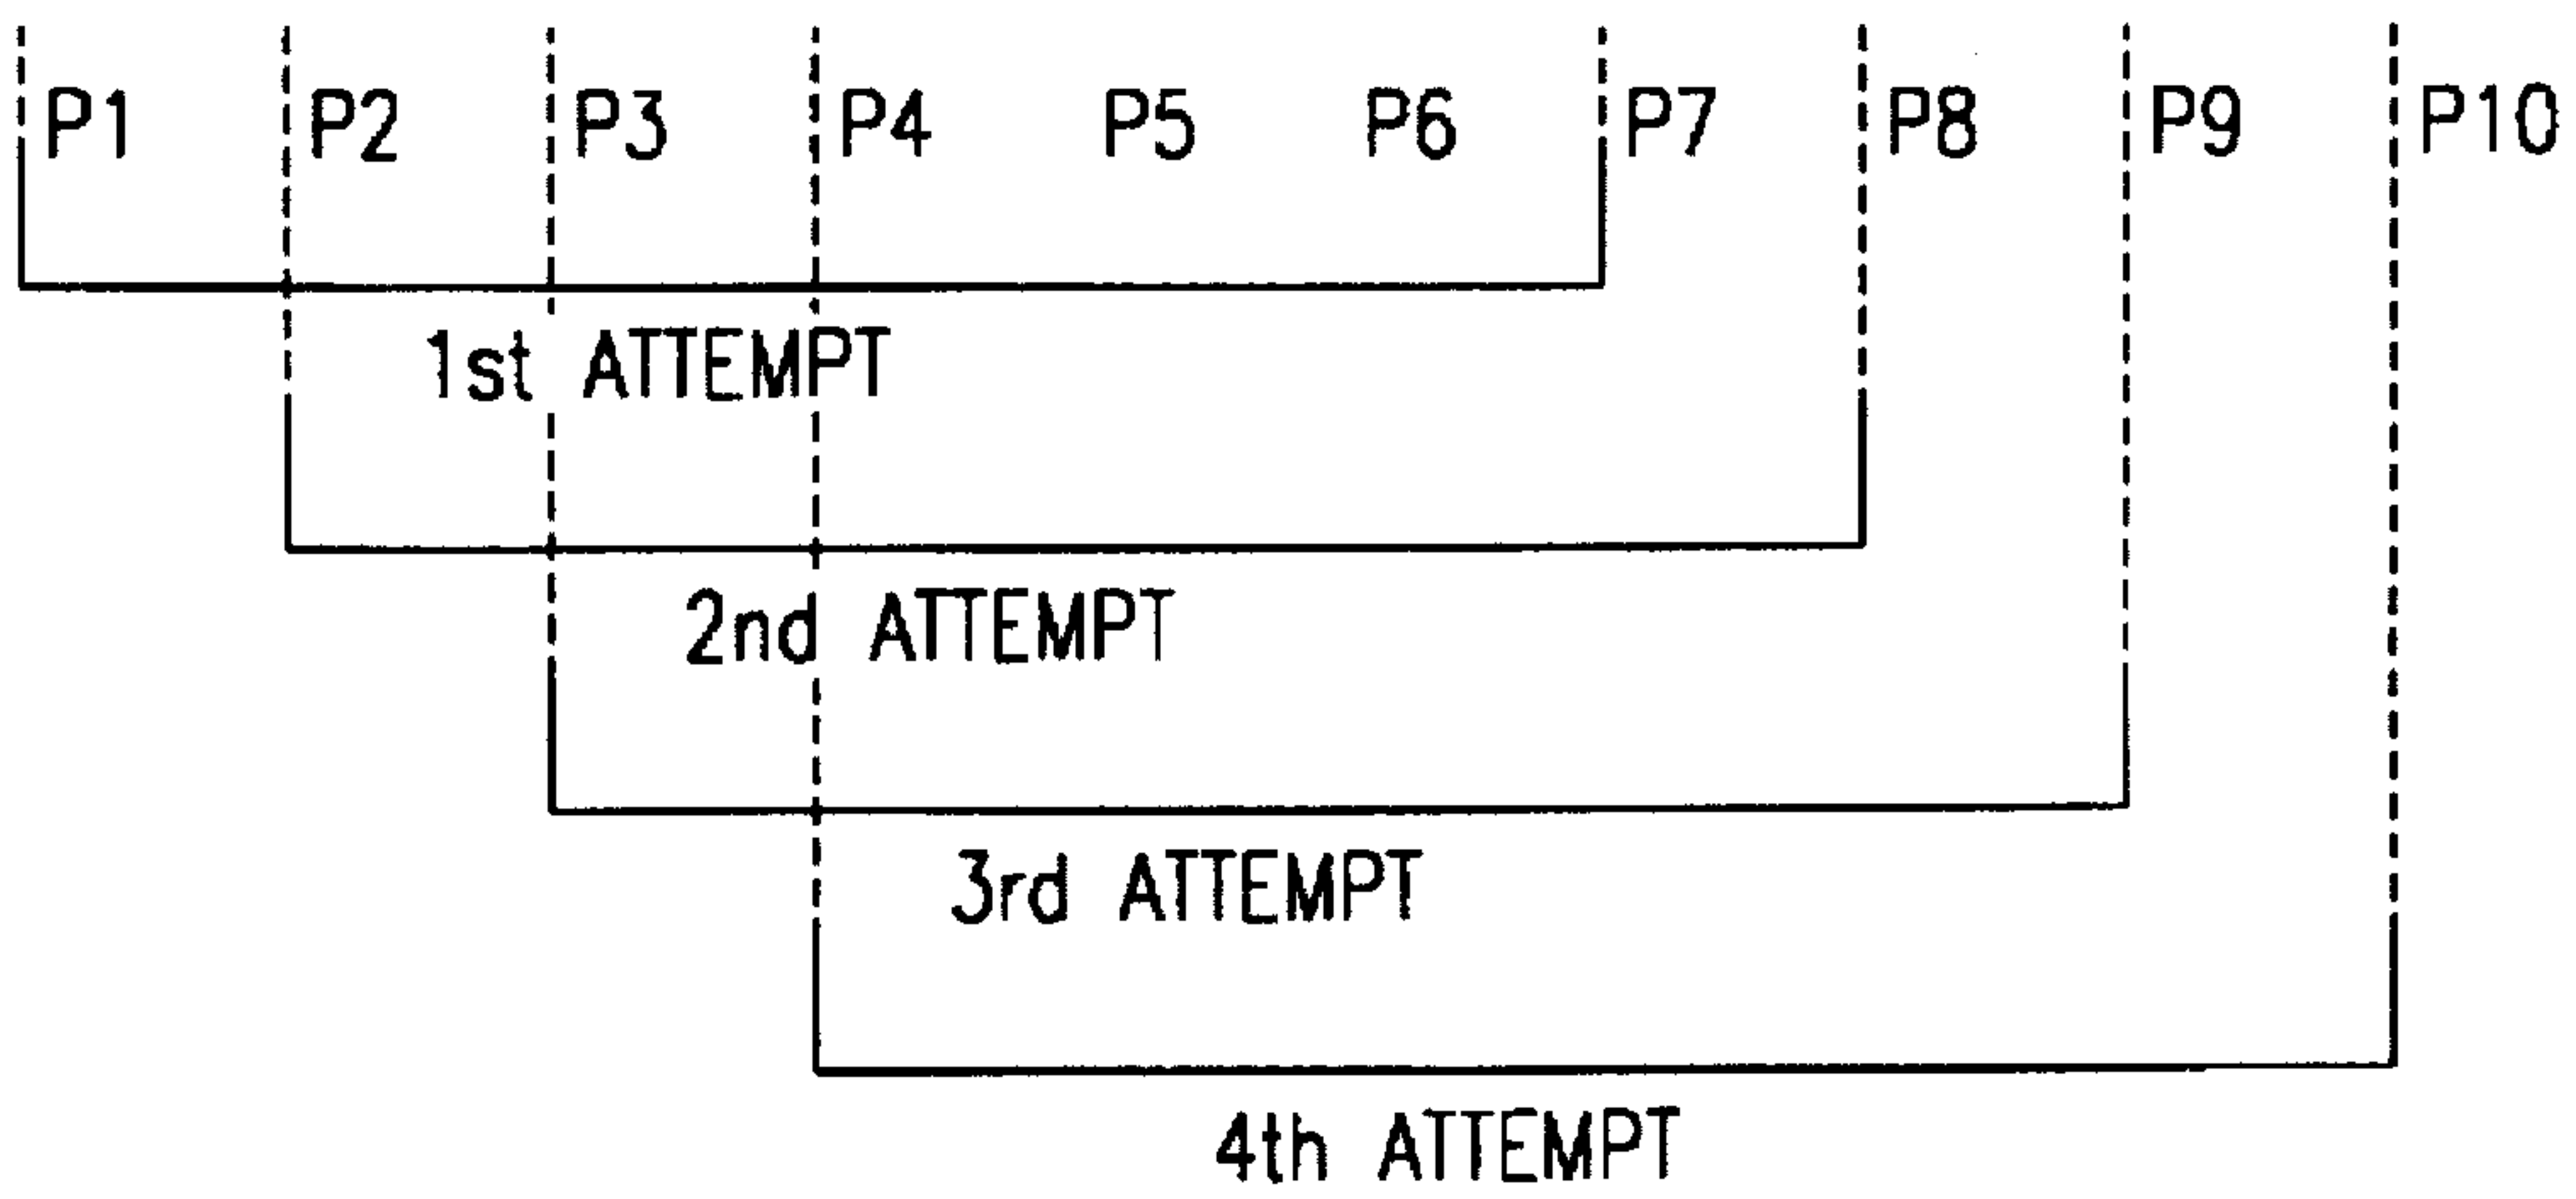 P1 P2 P3 P4 P5 P6 P7 P8 P9 P10
1st ATTEMPT
2nd ATTEMPT
3rd ATTEMPT
4th ATTEMPT